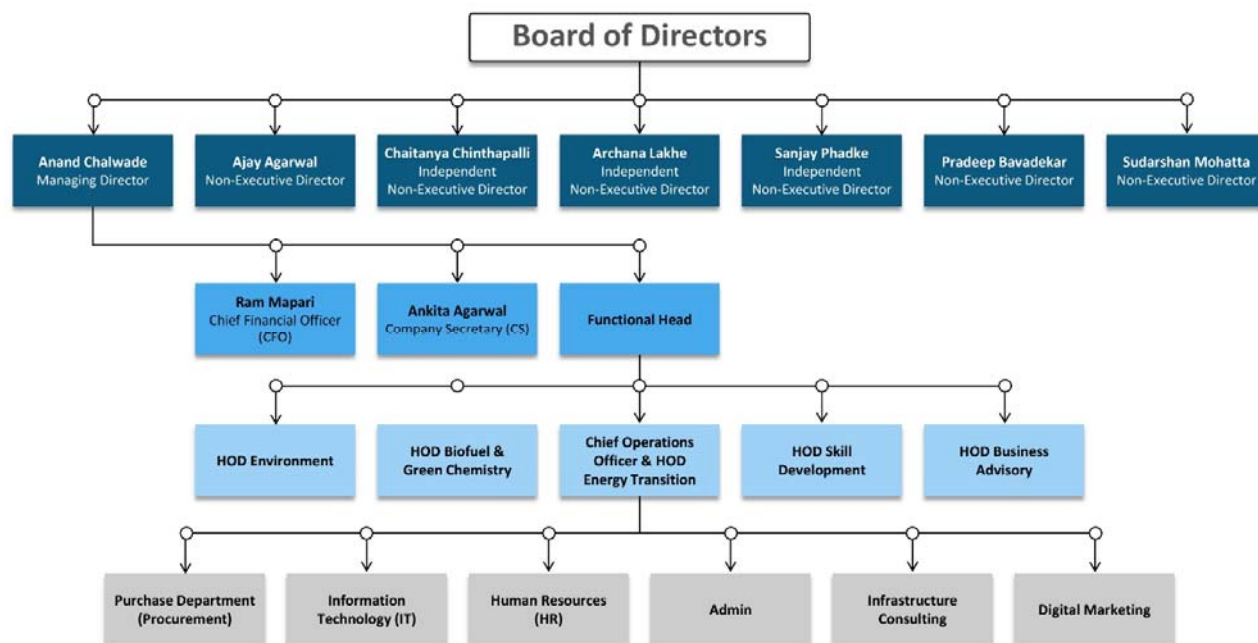 Board of Directors
Anand Chalwade
Managing Director
Ajay Agarwal
Non-Executive Director
Chaitanya Chinthapalli
Independent
Non-Executive Director
Archana Lakhe
Independent
Non-Executive Director
Sanjay Phadke
Independent
Non-Executive Director
Pradeep Bavadekar
Non-Executive Director
Sudarshan Mohatta
Non-Executive Director
Ram Mapari
Chief Financial Officer
(CFO)
Ankita Agarwal
Company Secretary (CS)
Functional Head
HOD Environment
HOD Biofuel &
Green Chemistry
Chief Operations
Officer & HOD
Energy Transition
HOD Skill
Development
HOD Business
Advisory
Purchase Department
(Procurement)
Information
Technology (IT)
Human Resources
(HR)
Admin
Infrastructure
Consulting
Digital Marketing